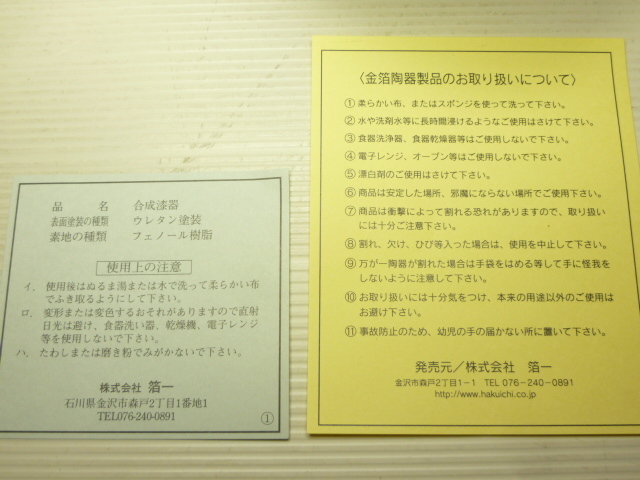 品　　名　　合成漆器
表面塗装の種類　ウレタン塗装
素地の種類　フェノール樹脂
使用上の注意
イ．使用後はぬるま湯または水で洗って柔らかい布
でふき取るようにして下さい。
ロ．変形または変色するおそれがありますので直射
日光は避け、食器洗い器、乾燥機、電子レンジ
等を使用しないで下さい。
ハ．たわしまたは磨き粉でみがかないで下さい。
株式会社 箔一
石川県金沢市森戸2丁目1番地1
TEL076-240-0891
①
〈金箔陶器製品のお取り扱いについて〉
①柔らかい布、またはスポンジを使って洗って下さい。
②水や洗剤水等に長時間浸けるようなご使用はさけて下さい。
③食器洗浄器、食器乾燥器等はご使用しないで下さい。
④電子レンジ、オーブン等はご使用しないで下さい。
⑤漂白剤のご使用はさけて下さい。
⑥商品は安定した場所、邪魔にならない場所でご使用下さい。
⑦商品は衝撃によって割れる恐れがありますので、取り扱い
には十分ご注意下さい。
⑧割れ、欠け、ひび等入った場合は、使用を中止して下さい。
⑨万が一陶器が割れた場合は手袋をはめる等して手に怪我を
しないように注意して下さい。
⑩お取り扱いには十分気をつけ、本来の用途以外のご使用は
お避け下さい。
⑪事故防止のため、幼児の手の届かない所に置いて下さい。
発売元／株式会社　箔一
金沢市森戸2丁目1－1　TEL 076－240－0891
http://www.hakuichi.co.jp